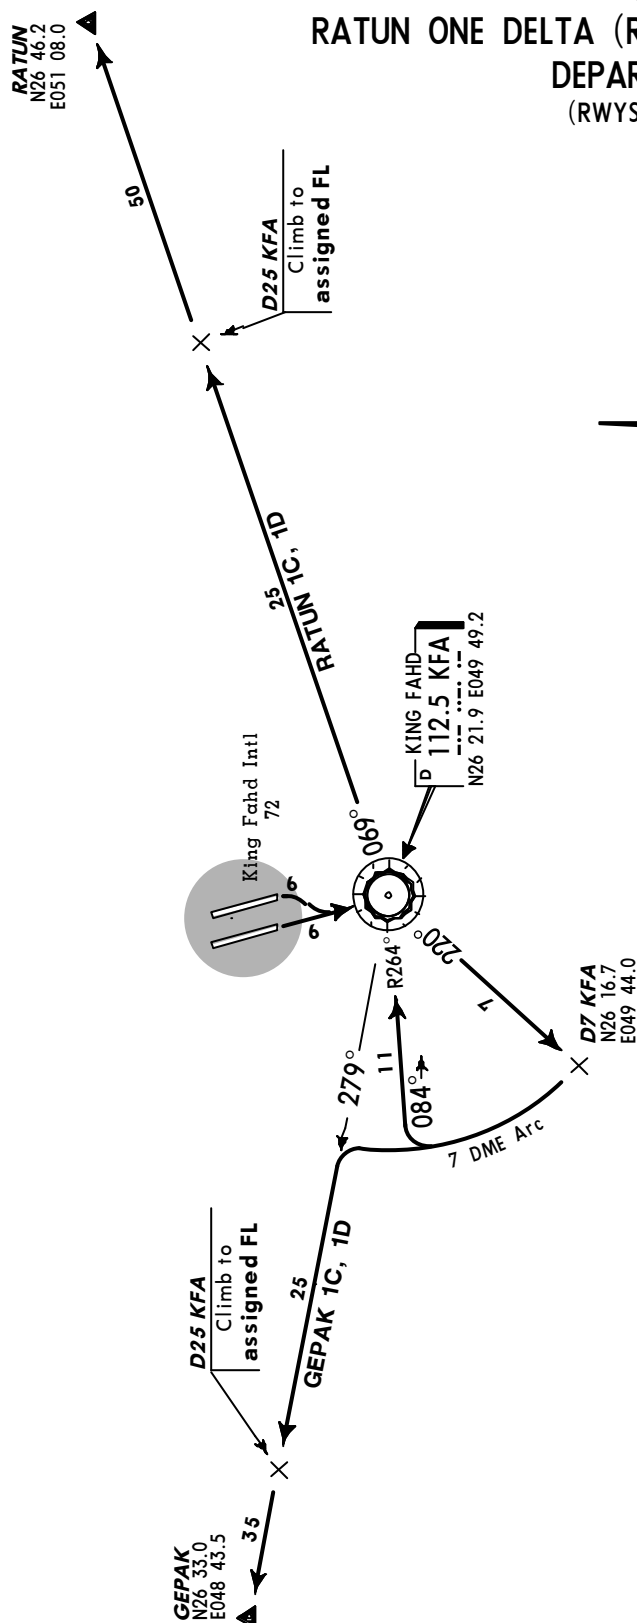 RATUN ONE DELTA (R
DEPAR
(RWYS
RATUN
N26 46.2
E051 08.0
50
D25 KFA
Climb to
assigned FL
25
RATUN 1C, 1D
King Fahd Intl
72
6
6
069°
KING FAHD
D 112.5 KFA
N26 21.9 E049 49.2
R264°
220°
7
D7 KFA
N26 16.7
E049 44.0
279°
11
084°
7 DME Arc
D25 KFA
Climb to
assigned FL
25
GEPAK 1C, 1D
35
GEPAK
N26 33.0
E048 43.5